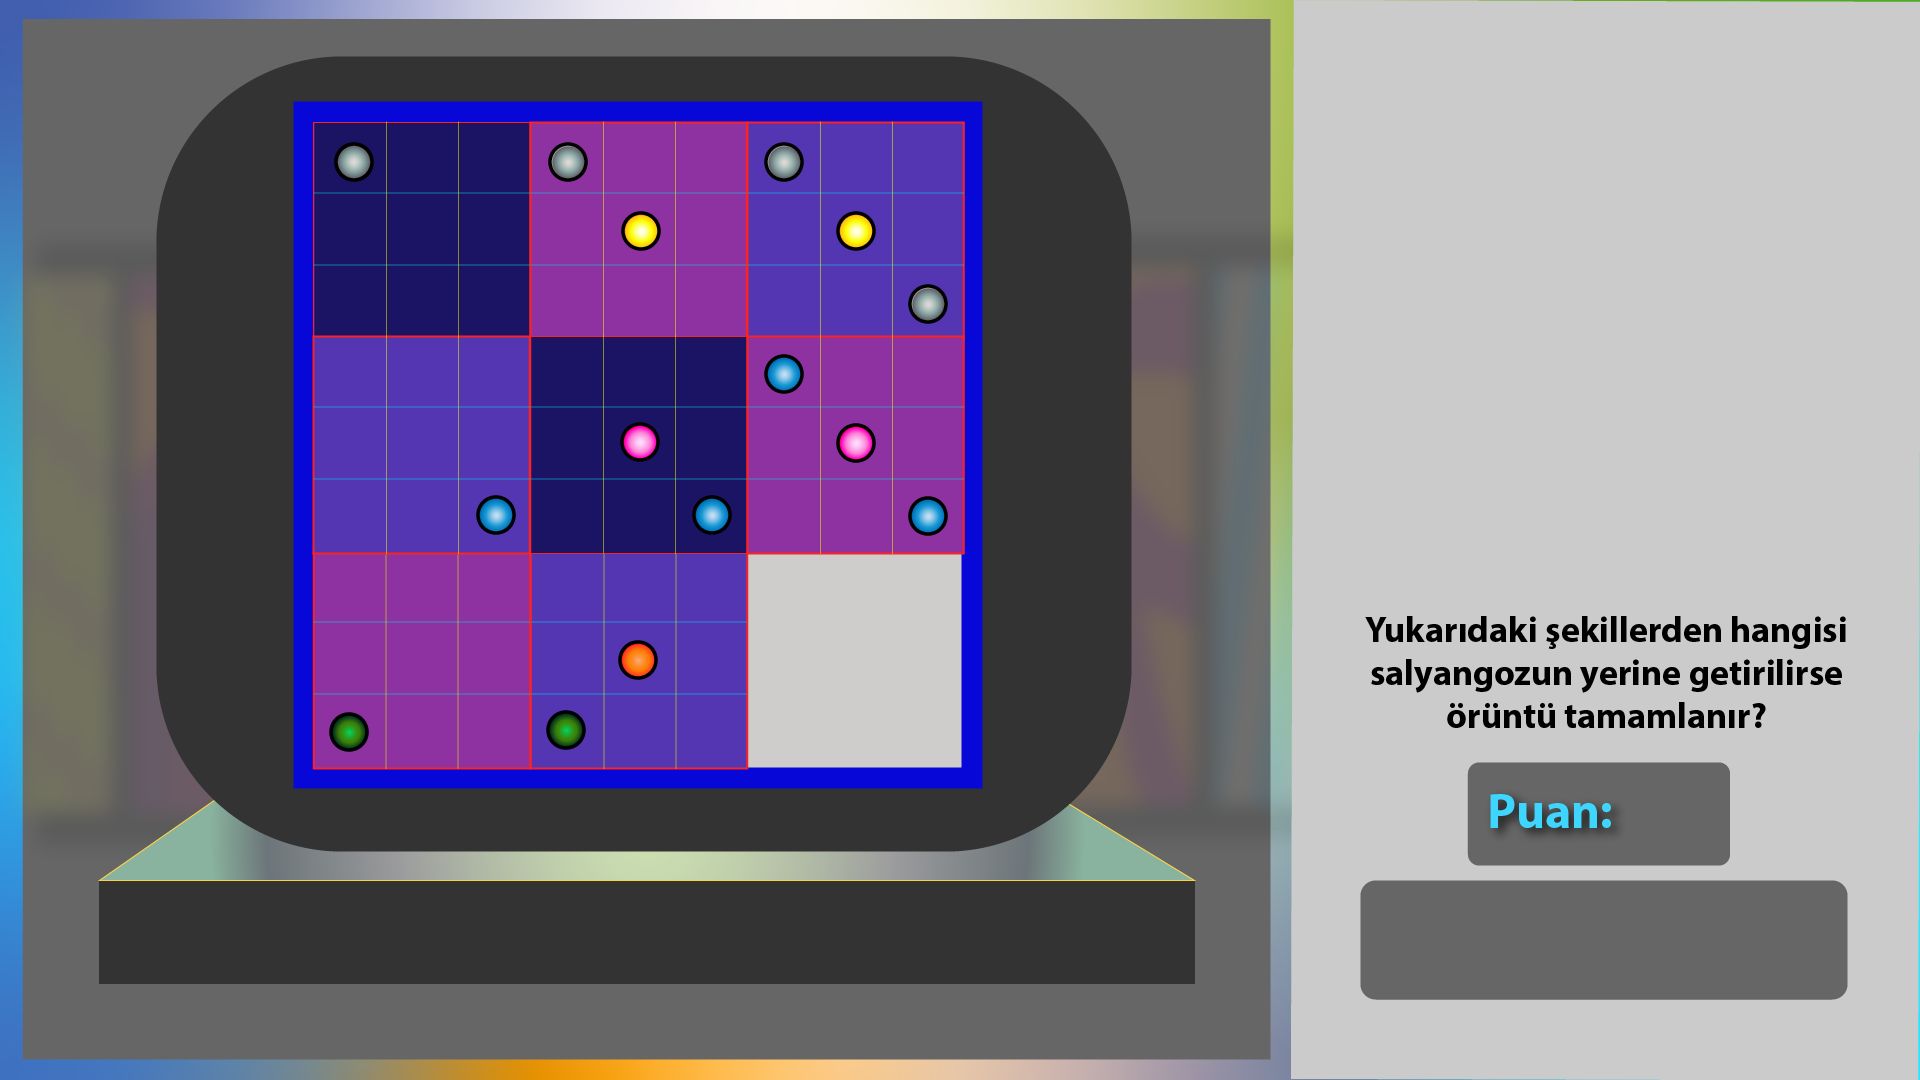 Yukarıdaki şekillerden hangisi
salyangozun yerine getirilirse
örüntü tamamlanır?
Puan: